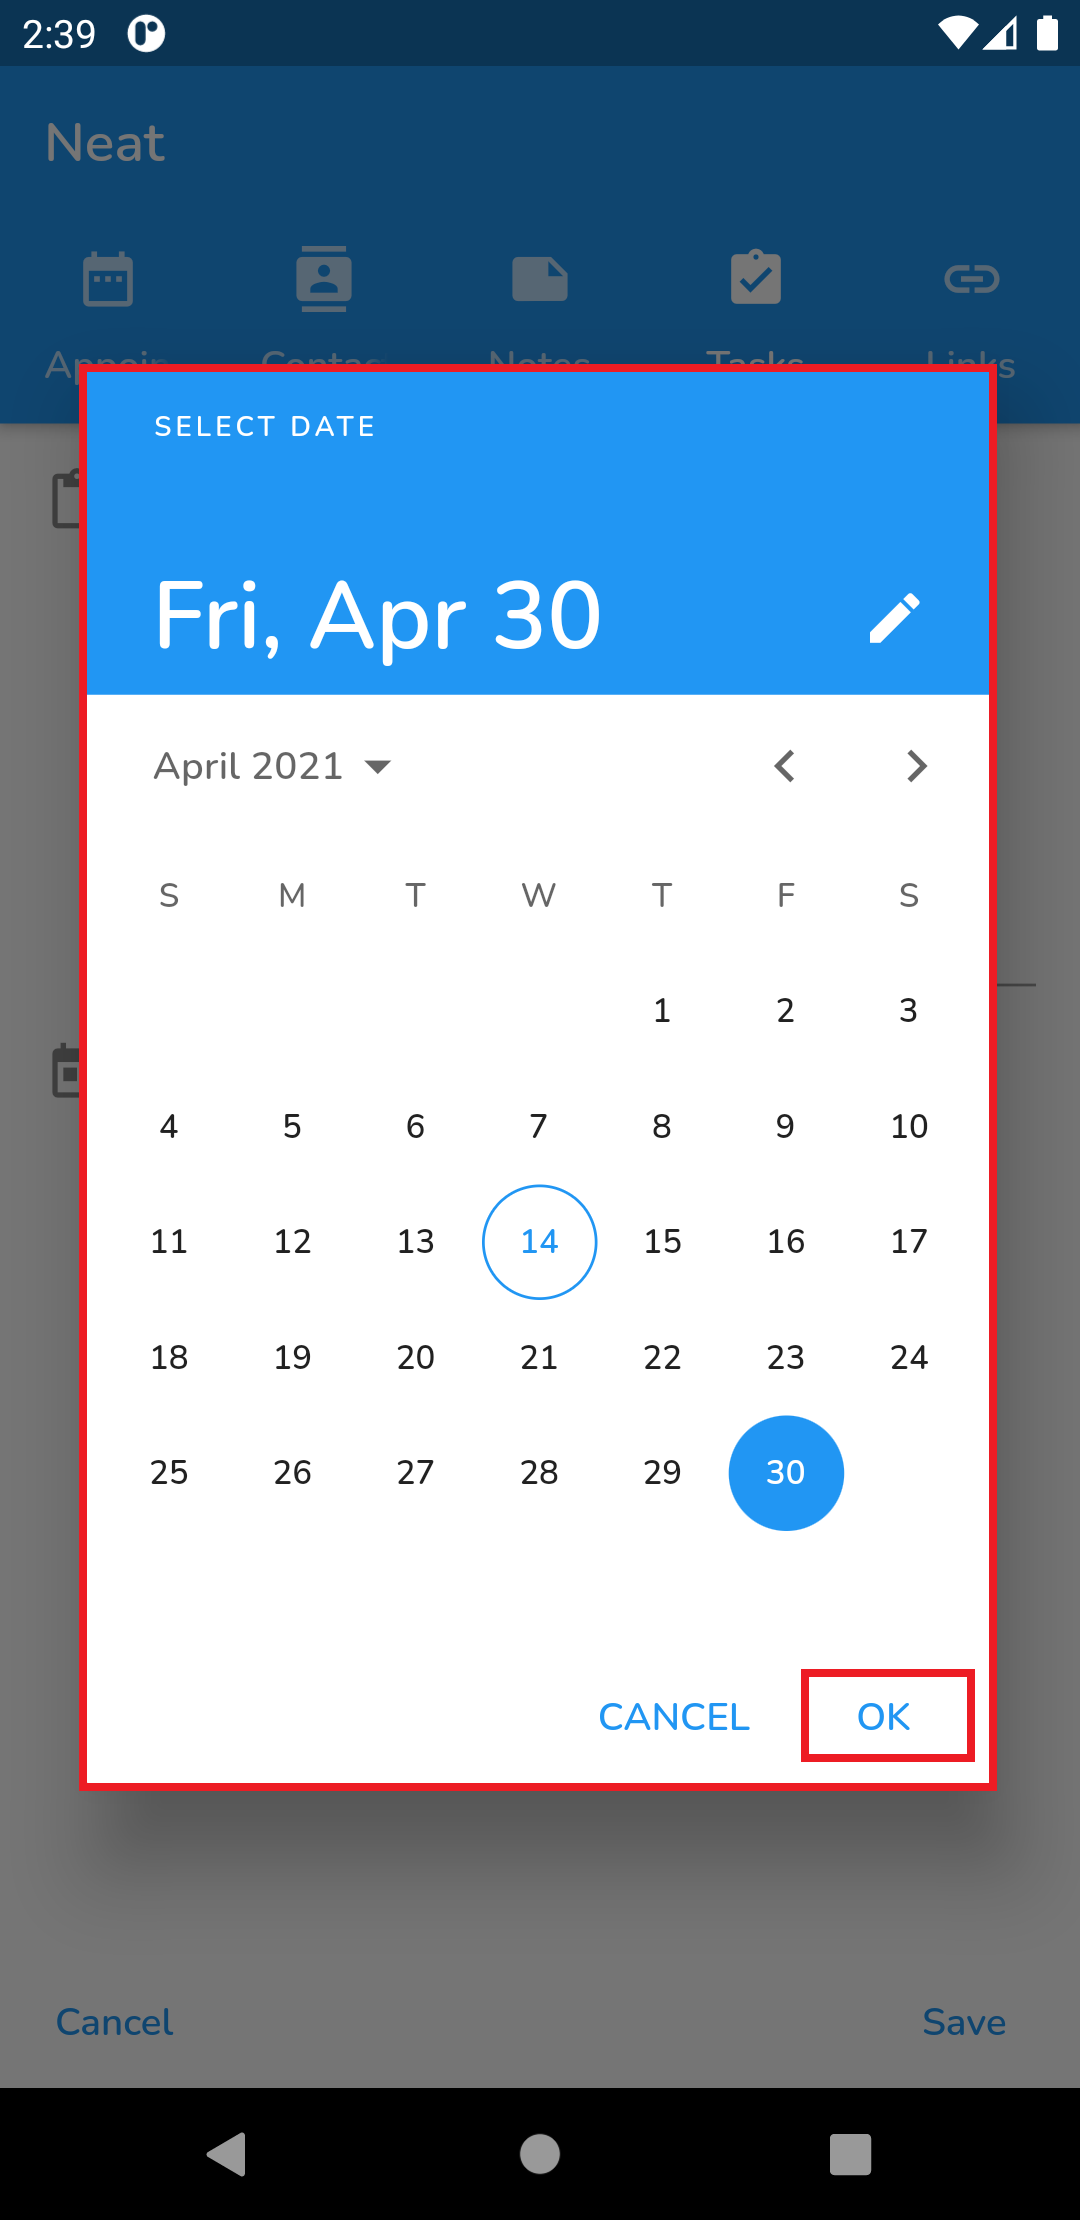 2:39
Neat
Appoin Contac Notes Tasks Links
SELECT DATE
Fri, Apr 30
April 2021
S M T W T F S
1 2 3
4 5 6 7 8 9 10
11 12 13 14 15 16 17
18 19 20 21 22 23 24
25 26 27 28 29 30
CANCEL OK
Cancel Save